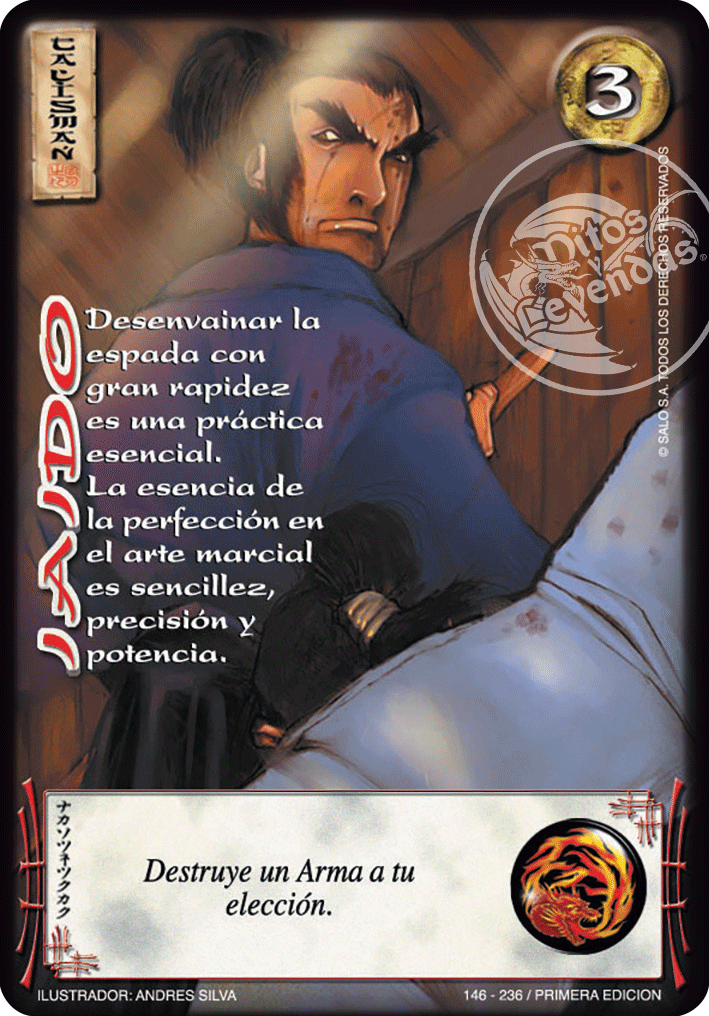 TALISMAN
3
Mitos
y
Leyendas®
© SALO S.A. TODOS LOS DERECHOS RESERVADOS
IAIDO
Desenvainar la
espada con
gran rapidez
es una práctica
esencial.
La esencia de
la perfección en
el arte marcial
es sencillez,
precisión y
potencia.
ナカソツネツクカク
Destruye un Arma a tu
elección.
ILUSTRADOR: ANDRES SILVA
146 - 236 / PRIMERA EDICION